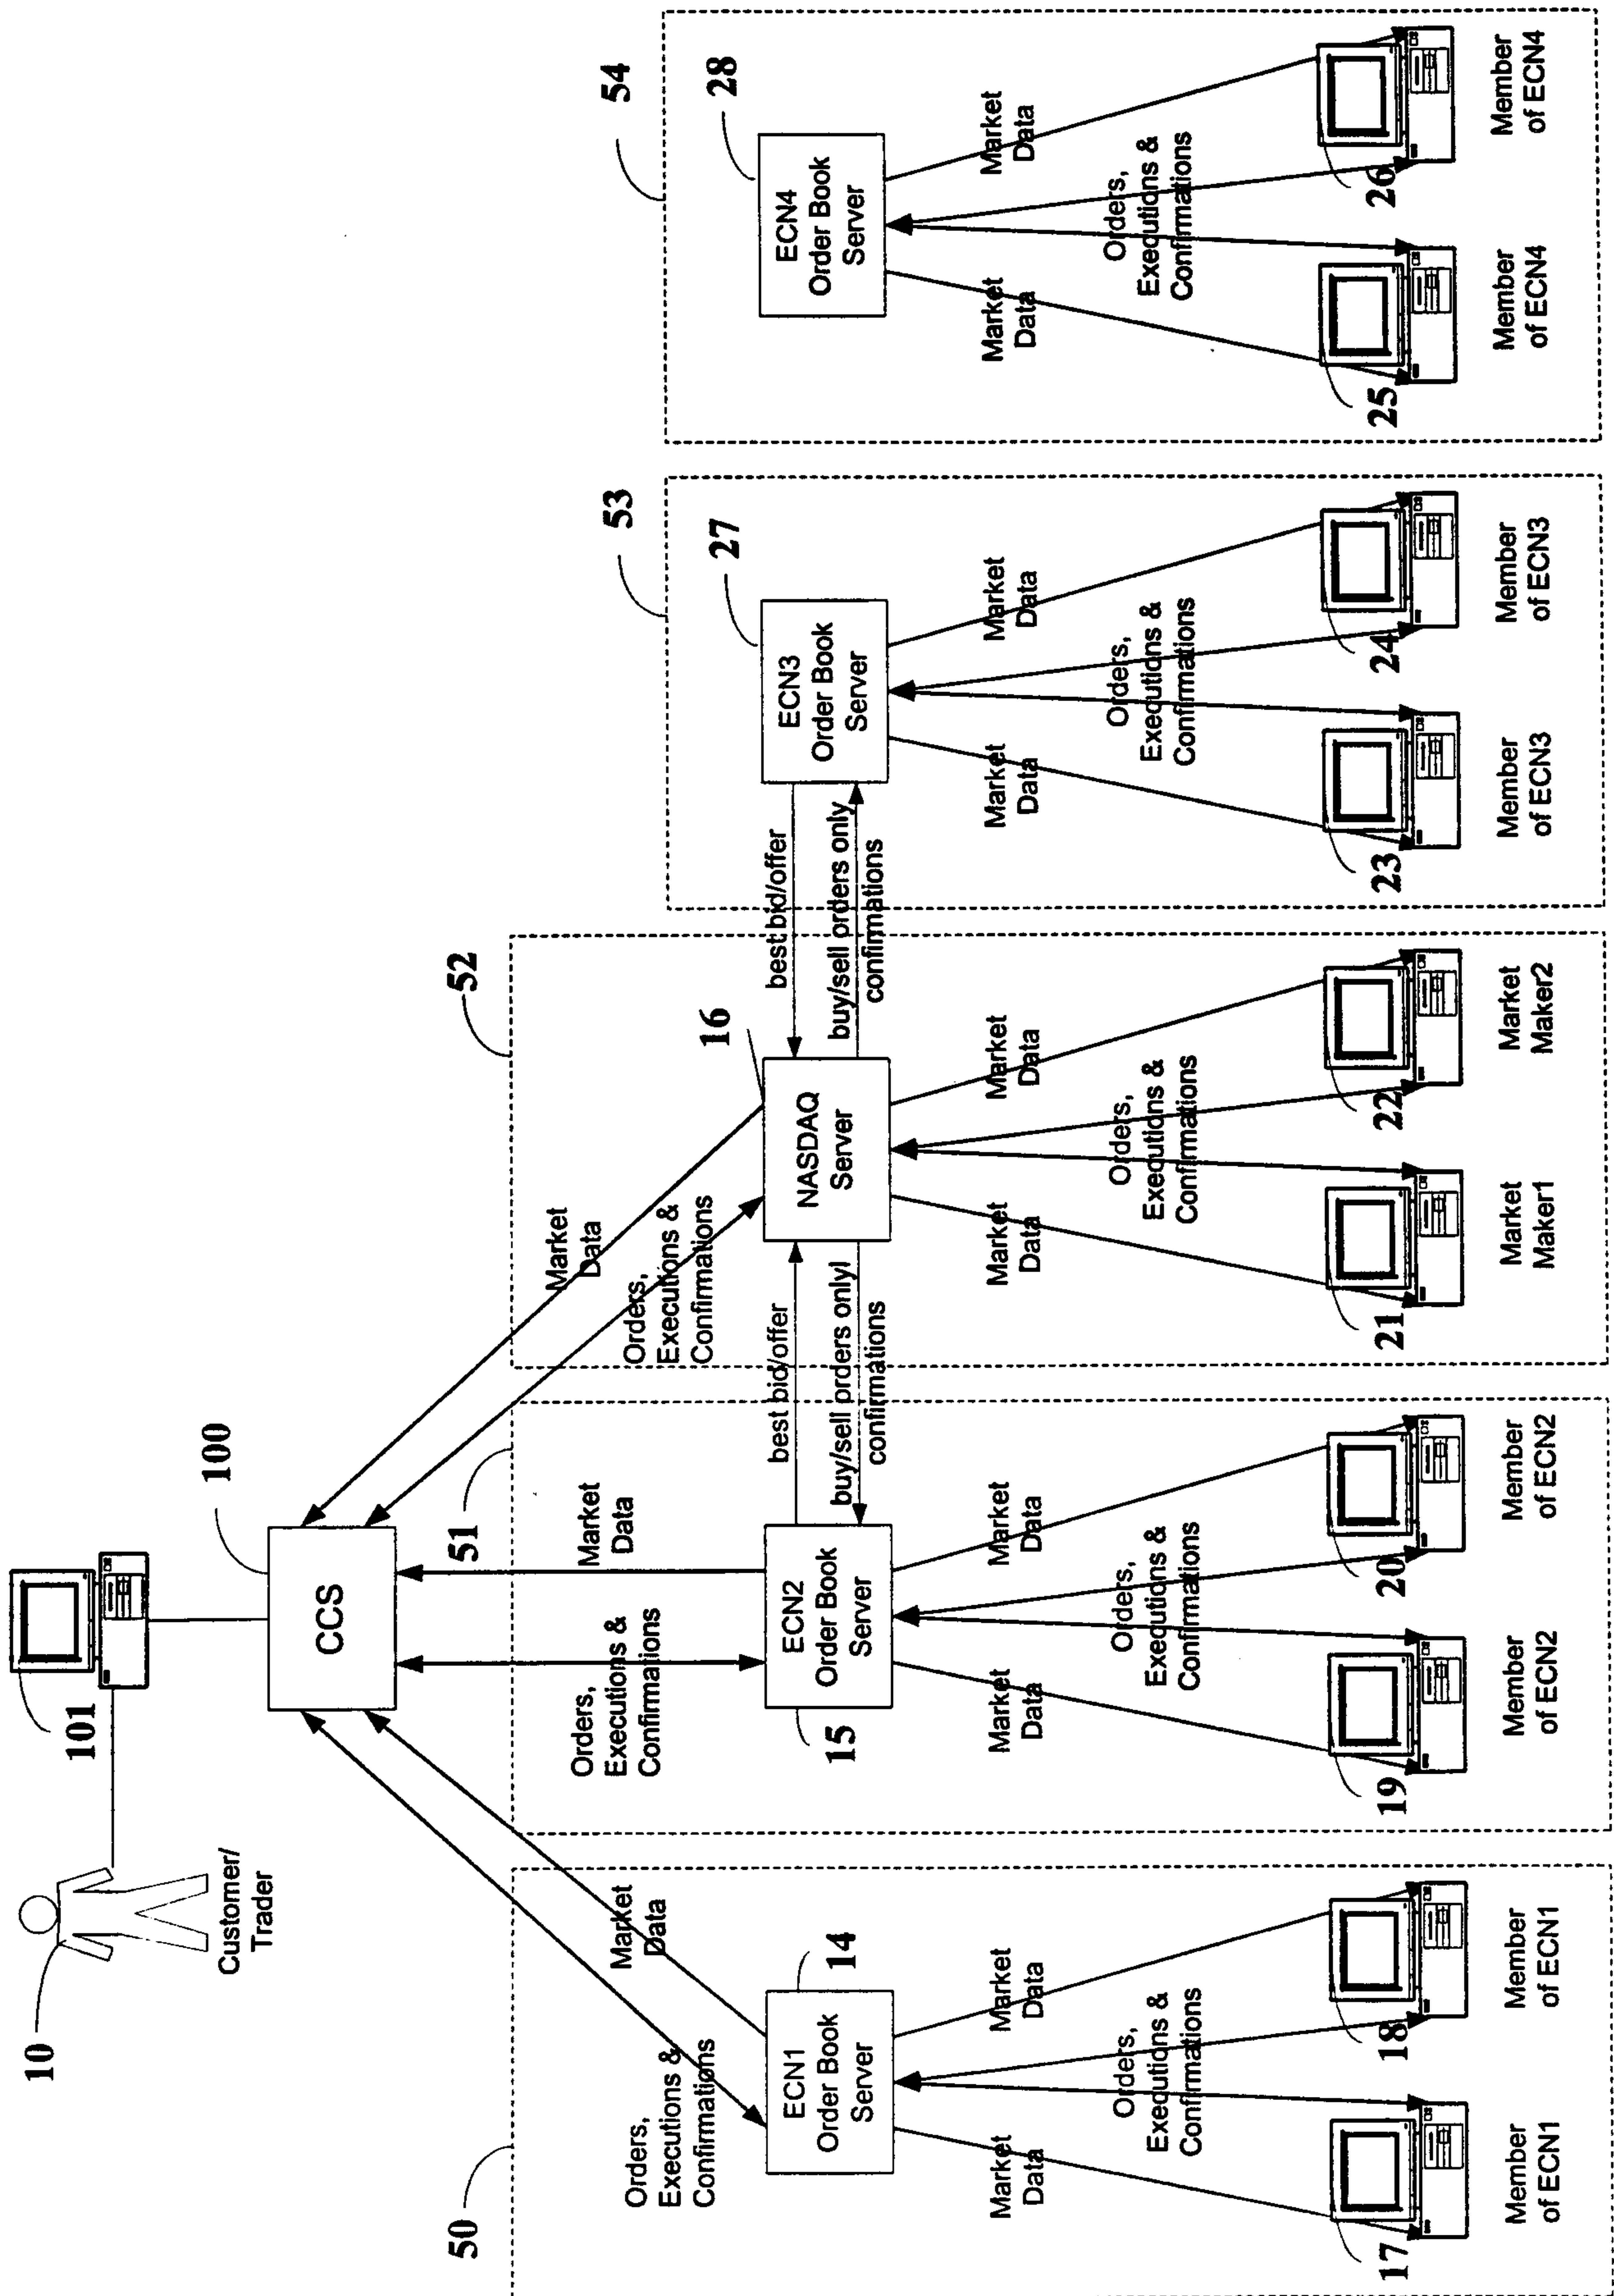 10
Customer/
Trader
101
CCS
100
50
Orders,
Executions &
Confirmations
Market
Data
ECN1
Order Book
Server
14
Market
Data
Orders,
Executions &
Confirmations
Market
Data
17
18
Member
of ECN1
Member
of ECN1
51
Orders,
Executions &
Confirmations
Market
Data
ECN2
Order Book
Server
15
best bid/offer
buy/sell orders only
confirmations
Market
Data
Orders,
Executions &
Confirmations
Market
Data
19
20
Member
of ECN2
Member
of ECN2
52
Market
Data
Orders,
Executions &
Confirmations
16
NASDAQ
Server
best bid/offer
buy/sell orders only
confirmations
Market
Data
Orders,
Executions &
Confirmations
Market
Data
21
22
Market
Maker1
Market
Maker2
53
27
ECN3
Order Book
Server
Market
Data
Orders,
Executions &
Confirmations
Market
Data
23
24
Member
of ECN3
Member
of ECN3
54
28
ECN4
Order Book
Server
Market
Data
Orders,
Executions &
Confirmations
Market
Data
25
26
Member
of ECN4
Member
of ECN4